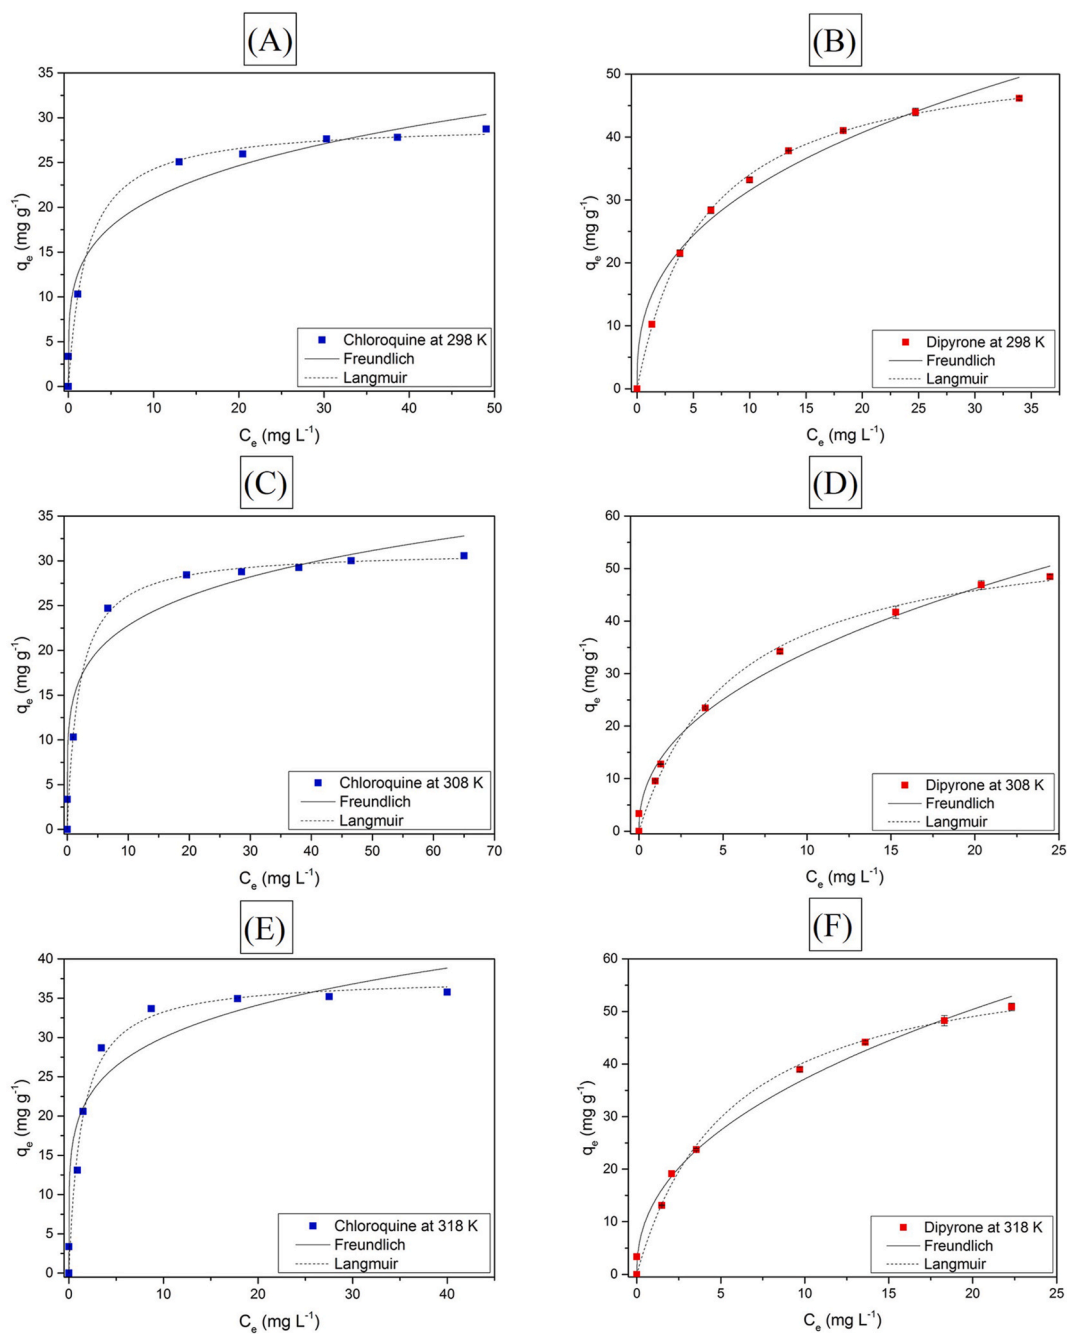 (A)
35
30
25
20
15
10
5
0
qe (mg g-1)
Chloroquine at 298 K
Freundlich
Langmuir
0 10 20 30 40 50
Ce (mg L-1)
(B)
50
40
30
20
10
0
qe (mg g-1)
Dipyrone at 298 K
Freundlich
Langmuir
0 5 10 15 20 25 30 35
Ce (mg L-1)
(C)
35
30
25
20
15
10
5
0
qe (mg g-1)
Chloroquine at 308 K
Freundlich
Langmuir
0 10 20 30 40 50 60 70
Ce (mg L-1)
(D)
60
50
40
30
20
10
0
qe (mg g-1)
Dipyrone at 308 K
Freundlich
Langmuir
0 5 10 15 20 25
Ce (mg L-1)
(E)
40
35
30
25
20
15
10
5
0
qe (mg g-1)
Chloroquine at 318 K
Freundlich
Langmuir
0 10 20 30 40
Ce (mg L-1)
(F)
60
50
40
30
20
10
0
qe (mg g-1)
Dipyrone at 318 K
Freundlich
Langmuir
0 5 10 15 20 25
Ce (mg L-1)